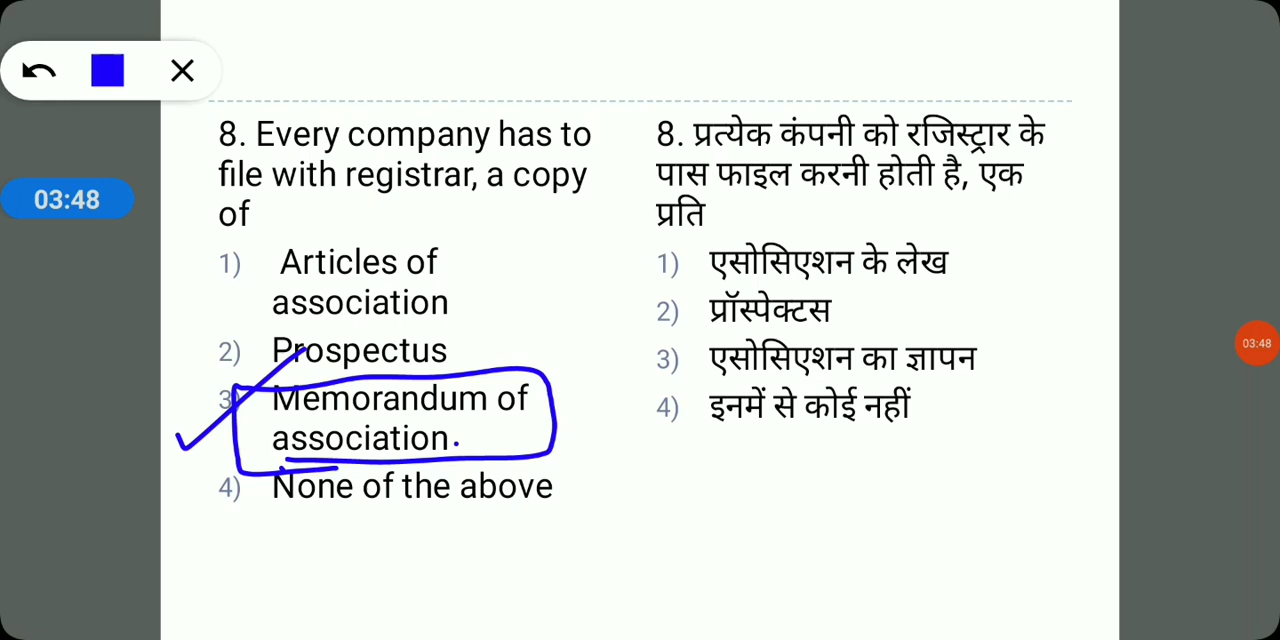 03:48
8. Every company has to
file with registrar, a copy
of
1) Articles of
association
2) Prospectus
3) Memorandum of
association
4) None of the above
8. प्रत्येक कंपनी को रजिस्ट्रार के
पास फाइल करनी होती है, एक
प्रति
1) एसोसिएशन के लेख
2) प्रॉस्पेक्टस
3) एसोसिएशन का ज्ञापन
4) इनमें से कोई नहीं
03:48